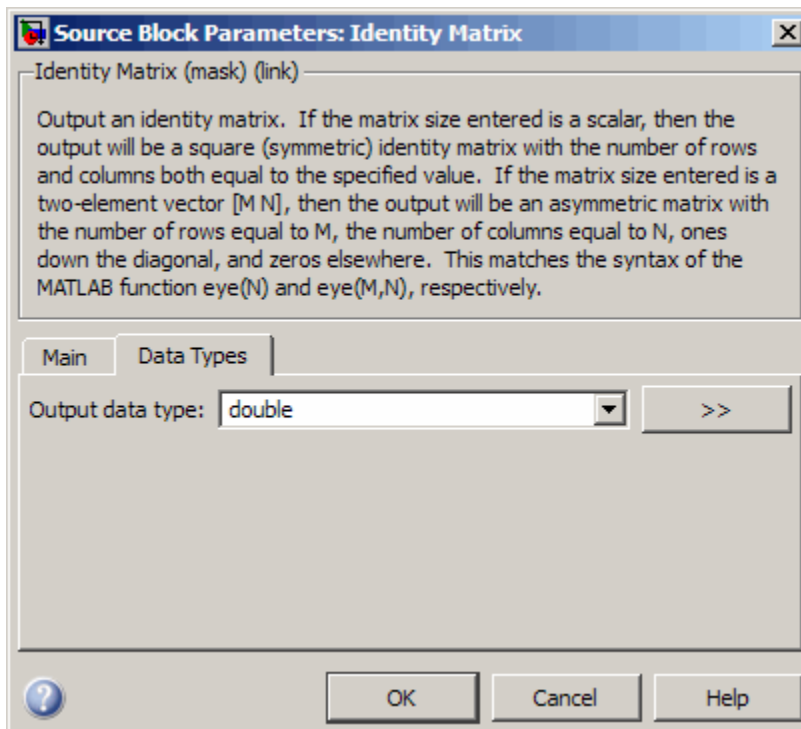 Source Block Parameters: Identity Matrix
Identity Matrix (mask) (link)
Output an identity matrix.  If the matrix size entered is a scalar, then the
output will be a square (symmetric) identity matrix with the number of rows
and columns both equal to the specified value.  If the matrix size entered is a
two-element vector [M N], then the output will be an asymmetric matrix with
the number of rows equal to M, the number of columns equal to N, ones
down the diagonal, and zeros elsewhere.  This matches the syntax of the
MATLAB function eye(N) and eye(M,N), respectively.
Main Data Types
Output data type: double >>
OK Cancel Help